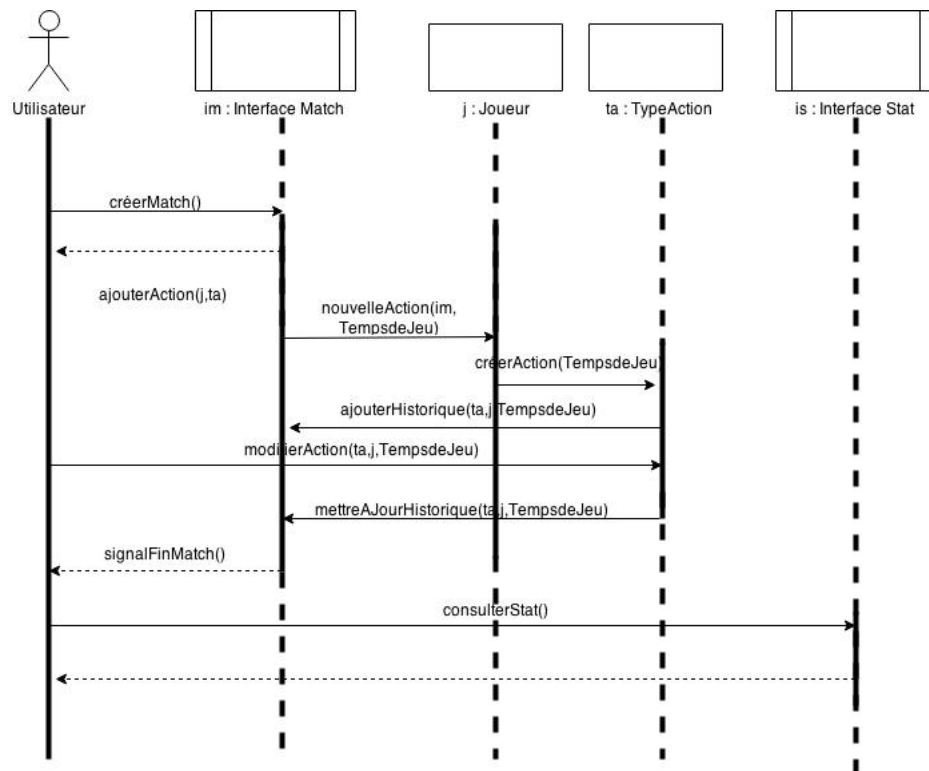 Utilisateur
im : Interface Match
j : Joueur
ta : TypeAction
is : Interface Stat
créerMatch()
ajouterAction(j,ta)
nouvelleAction(im,
TempsdeJeu)
créerAction(TempsdeJeu)
ajouterHistorique(ta,j,TempsdeJeu)
modifierAction(ta,j,TempsdeJeu)
mettreAJourHistorique(ta,j,TempsdeJeu)
signalFinMatch()
consulterStat()